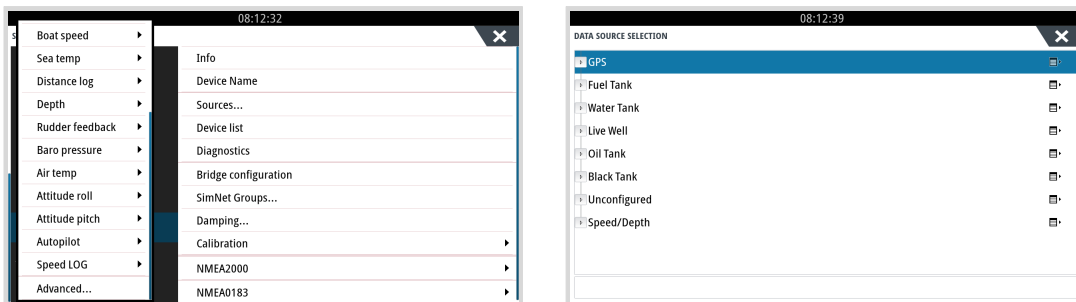 08:12:32
S
Boat speed
Sea temp
Distance log
Depth
Rudder feedback
Baro pressure
Air temp
Attitude roll
Attitude pitch
Autopilot
Speed LOG
Advanced...
Info
Device Name
Sources...
Device list
Diagnostics
Bridge configuration
SimNet Groups...
Damping...
Calibration
NMEA2000
NMEA0183
08:12:39
DATA SOURCE SELECTION
GPS
Fuel Tank
Water Tank
Live Well
Oil Tank
Black Tank
Unconfigured
Speed/Depth